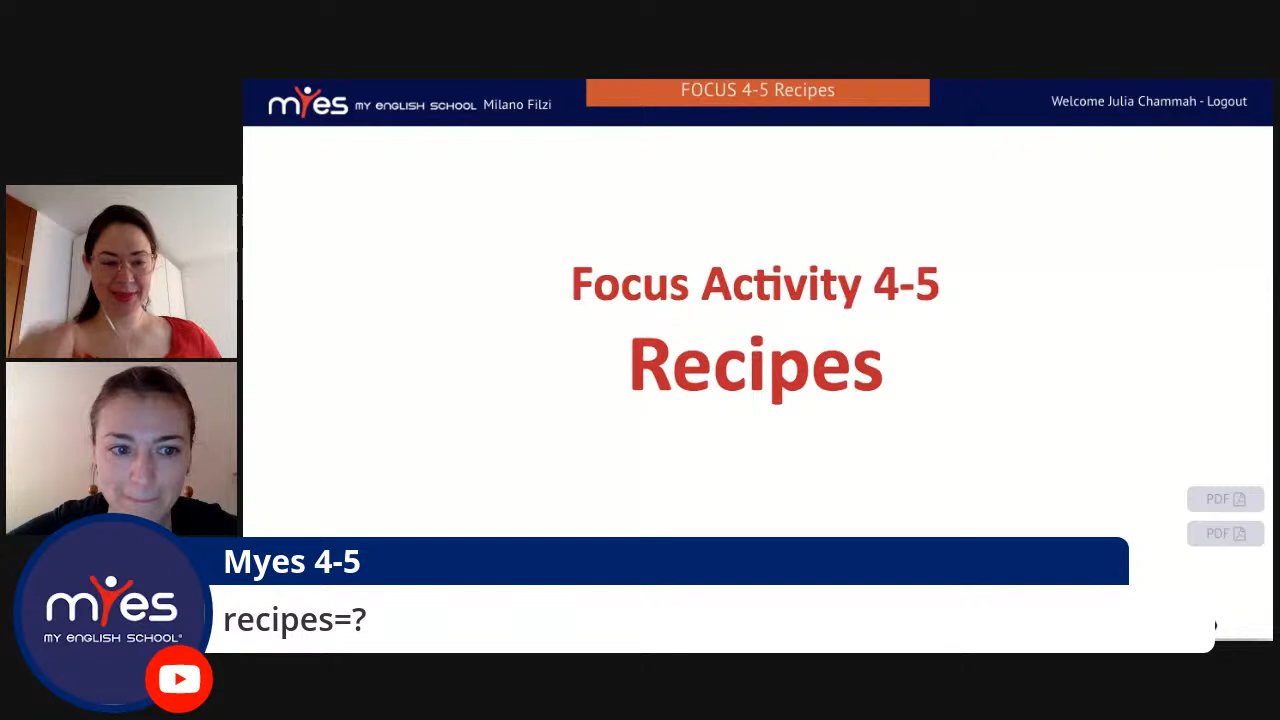 myes MY ENGLISH SCHOOL Milano Filzi
FOCUS 4-5 Recipes
Welcome Julia Chammah - Logout
Focus Activity 4-5
Recipes
PDF
PDF
Myes 4-5
recipes=?
myes
MY ENGLISH SCHOOL